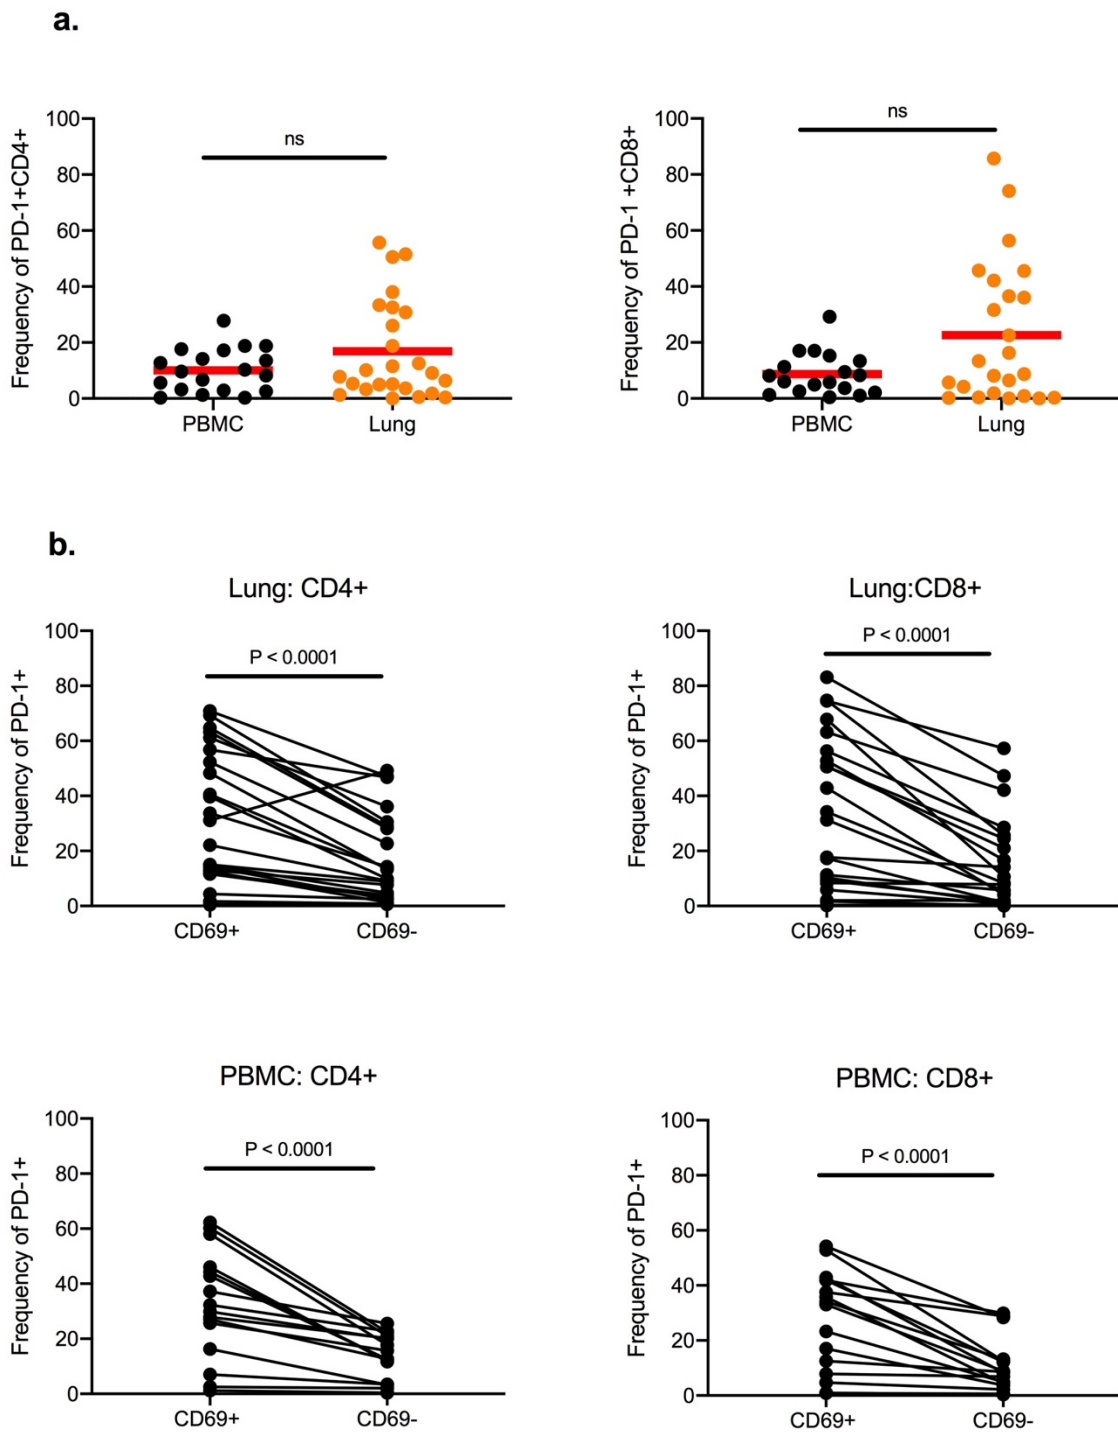 a.
Frequency of PD-1+CD4+
100
80
60
40
20
0
ns
PBMC
Lung
Frequency of PD-1 +CD8+
100
80
60
40
20
0
ns
PBMC
Lung
b.
Lung: CD4+
Frequency of PD-1+
100
80
60
40
20
0
P < 0.0001
CD69+
CD69-
Lung:CD8+
Frequency of PD-1+
100
80
60
40
20
0
P < 0.0001
CD69+
CD69-
PBMC: CD4+
Frequency of PD-1+
100
80
60
40
20
0
P < 0.0001
CD69+
CD69-
PBMC: CD8+
Frequency of PD-1+
100
80
60
40
20
0
P < 0.0001
CD69+
CD69-